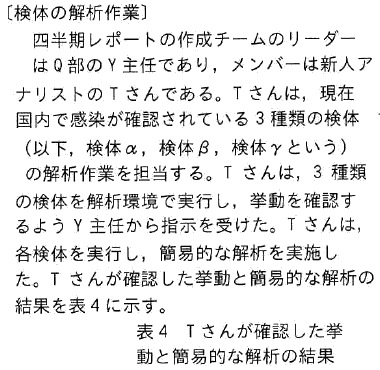 〔検体の解析作業〕
四半期レポートの作成チームのリーダー
はQ部のY主任であり，メンバーは新人ア
ナリストのTさんである。Tさんは，現在
国内で感染が確認されている3種類の検体
（以下，検体α，検体β，検体γという）
の解析作業を担当する。Tさんは，3種類
の検体を解析環境で実行し，挙動を確認す
るようY主任から指示を受けた。Tさんは，
各検体を実行し，簡易的な解析を実施し
た。Tさんが確認した挙動と簡易的な解析の
結果を表4に示す。
表4 Tさんが確認した挙
動と簡易的な解析の結果